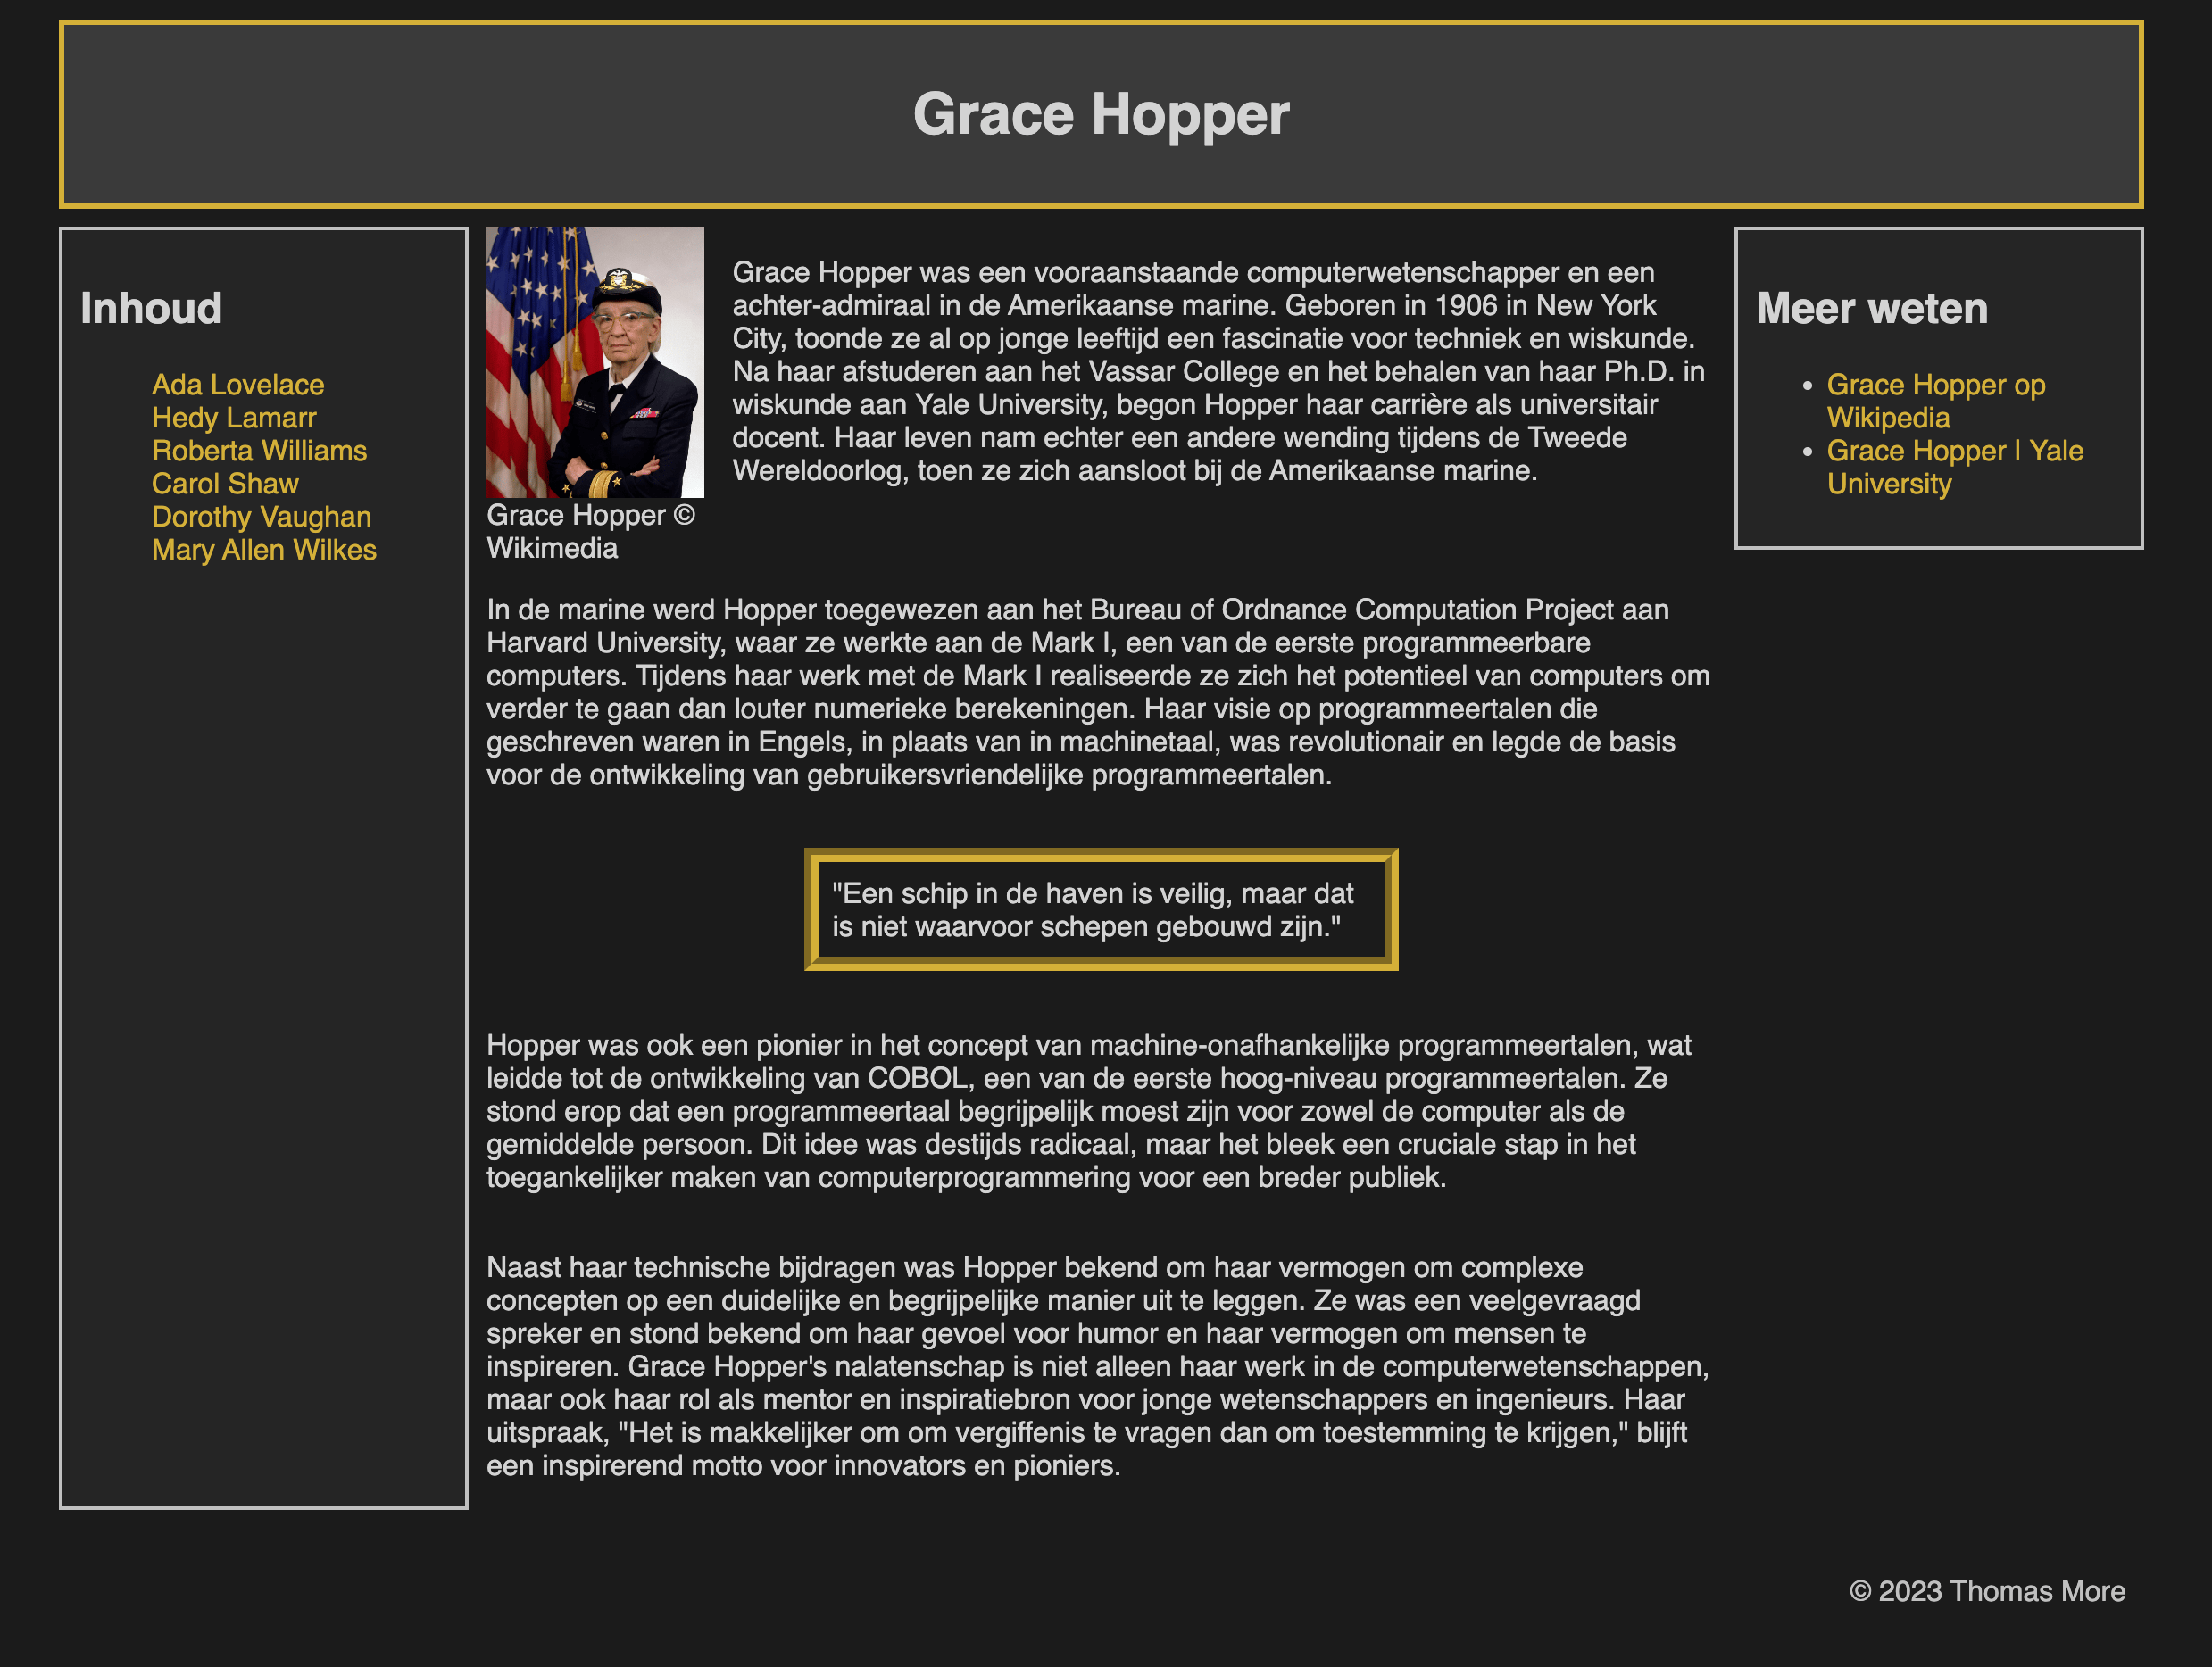 Grace Hopper
Inhoud
Ada Lovelace
Hedy Lamarr
Roberta Williams
Carol Shaw
Dorothy Vaughan
Mary Allen Wilkes
Grace Hopper ©
Wikimedia
Grace Hopper was een vooraanstaande computerwetenschapper en een
achter-admiraal in de Amerikaanse marine. Geboren in 1906 in New York
City, toonde ze al op jonge leeftijd een fascinatie voor techniek en wiskunde.
Na haar afstuderen aan het Vassar College en het behalen van haar Ph.D. in
wiskunde aan Yale University, begon Hopper haar carrière als universitair
docent. Haar leven nam echter een andere wending tijdens de Tweede
Wereldoorlog, toen ze zich aansloot bij de Amerikaanse marine.
In de marine werd Hopper toegewezen aan het Bureau of Ordnance Computation Project aan
Harvard University, waar ze werkte aan de Mark I, een van de eerste programmeerbare
computers. Tijdens haar werk met de Mark I realiseerde ze zich het potentieel van computers om
verder te gaan dan louter numerieke berekeningen. Haar visie op programmeertalen die
geschreven waren in Engels, in plaats van in machinetaal, was revolutionair en legde de basis
voor de ontwikkeling van gebruikersvriendelijke programmeertalen.
"Een schip in de haven is veilig, maar dat
is niet waarvoor schepen gebouwd zijn."
Hopper was ook een pionier in het concept van machine-onafhankelijke programmeertalen, wat
leidde tot de ontwikkeling van COBOL, een van de eerste hoog-niveau programmeertalen. Ze
stond erop dat een programmeertaal begrijpelijk moest zijn voor zowel de computer als de
gemiddelde persoon. Dit idee was destijds radicaal, maar het bleek een cruciale stap in het
toegankelijker maken van computerprogrammering voor een breder publiek.
Naast haar technische bijdragen was Hopper bekend om haar vermogen om complexe
concepten op een duidelijke en begrijpelijke manier uit te leggen. Ze was een veelgevraagd
spreker en stond bekend om haar gevoel voor humor en haar vermogen om mensen te
inspireren. Grace Hopper's nalatenschap is niet alleen haar werk in de computerwetenschappen,
maar ook haar rol als mentor en inspiratiebron voor jonge wetenschappers en ingenieurs. Haar
uitspraak, "Het is makkelijker om om vergiffenis te vragen dan om toestemming te krijgen," blijft
een inspirerend motto voor innovators en pioniers.
Meer weten
Grace Hopper op
Wikipedia
Grace Hopper | Yale
University
© 2023 Thomas More